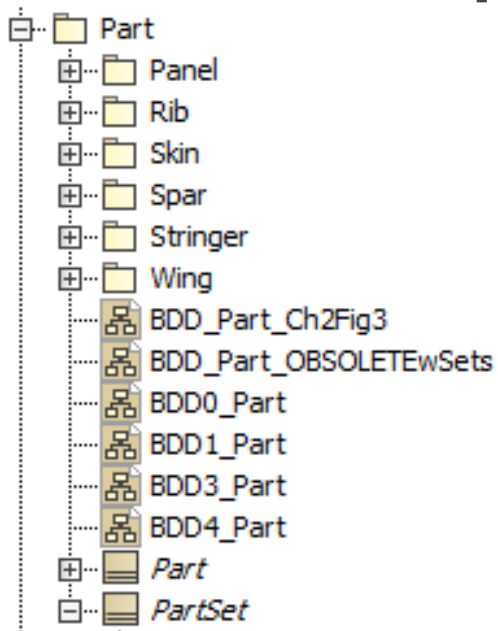 Part
Panel
Rib
Skin
Spar
Stringer
Wing
BDD_Part_Ch2Fig3
BDD_Part_OBSOLETEwSets
BDD0_Part
BDD1_Part
BDD3_Part
BDD4_Part
Part
PartSet